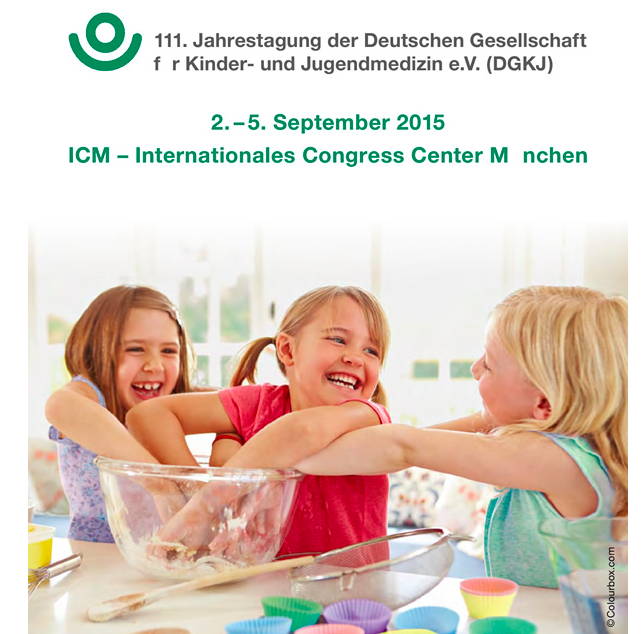 111. Jahrestagung der Deutschen Gesellschaft
f r Kinder- und Jugendmedizin e.V. (DGKJ)
2. – 5. September 2015
ICM – Internationales Congress Center M nchen
© Colourbox.com